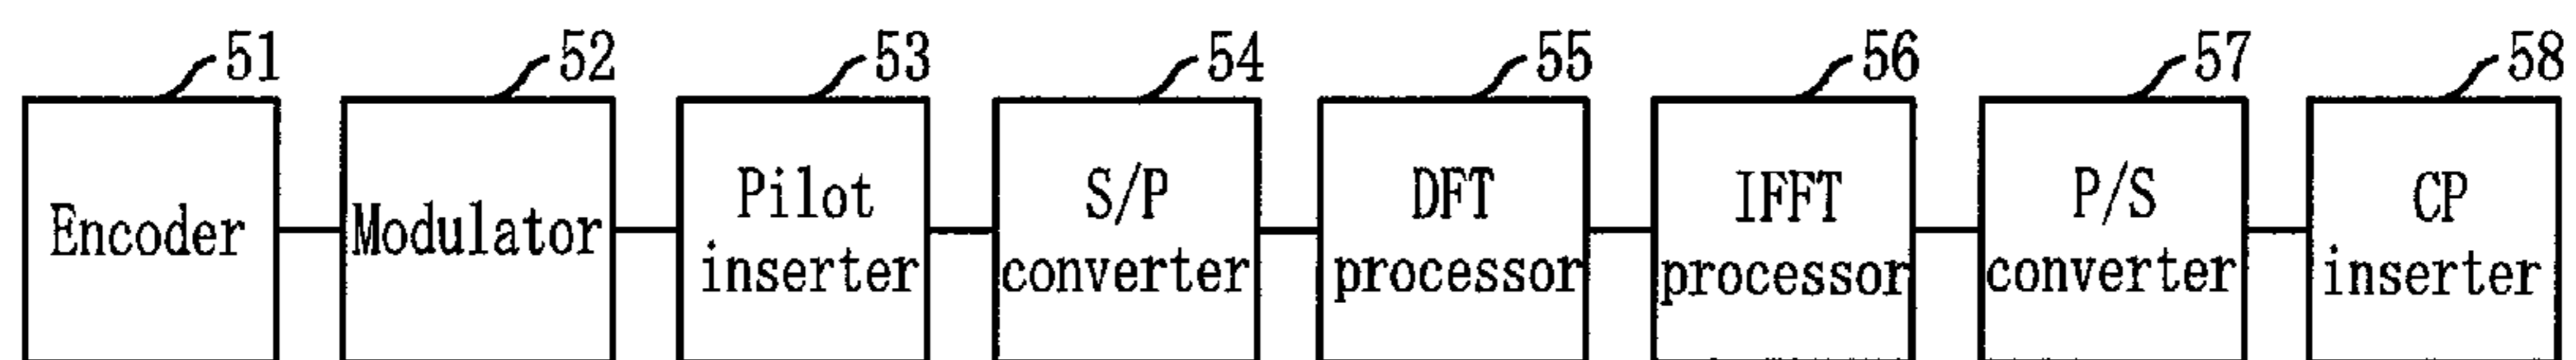 51 52 53 54 55 56 57 58
Encoder
Modulator
Pilot
inserter
S/P
converter
DFT
processor
IFFT
processor
P/S
converter
CP
inserter